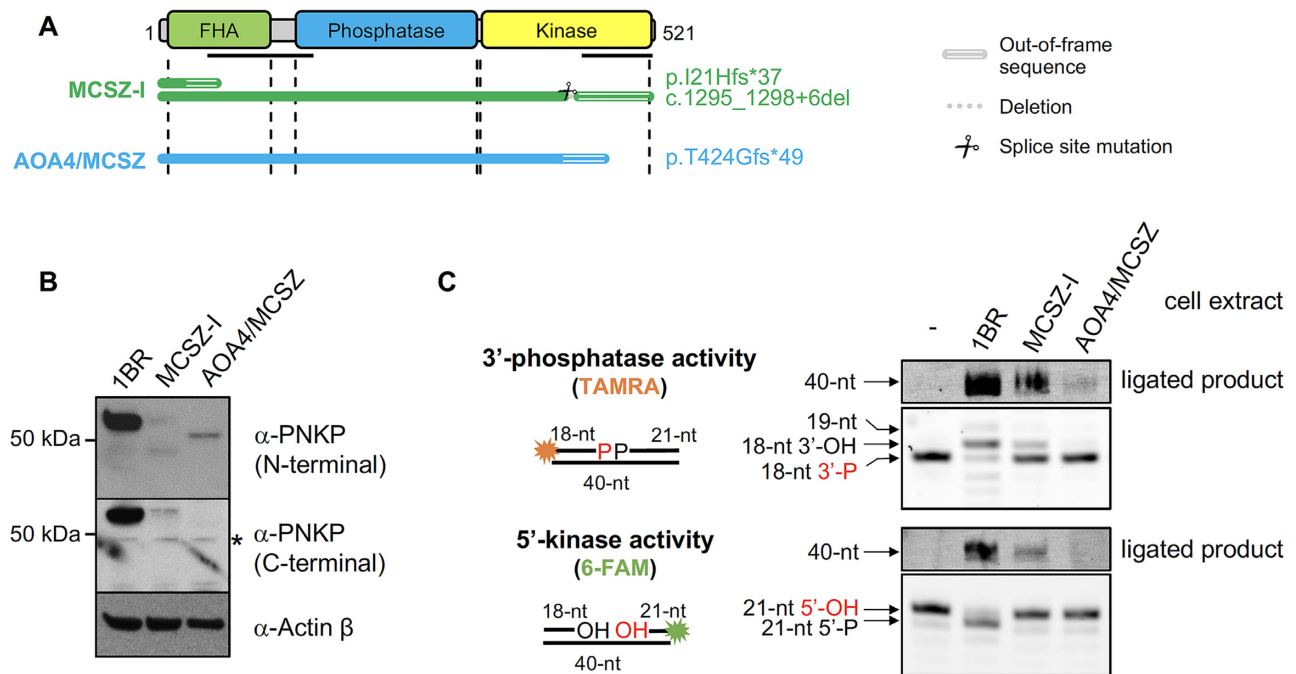 A
1
FHA
Phosphatase
Kinase
521
MCSZ-I
p.I21Hfs*37
c.1295_1298+6del
AOA4/MCSZ
p.T424Gfs*49
Out-of-frame
sequence
Deletion
Splice site mutation
B
1BR
MCSZ-I
AOA4/MCSZ
50 kDa
α-PNKP
(N-terminal)
50 kDa
*
α-PNKP
(C-terminal)
α-Actin β
C
-
1BR
MCSZ-I
AOA4/MCSZ
cell extract
3’-phosphatase activity
(TAMRA)
18-nt
21-nt
PP
40-nt
40-nt
ligated product
19-nt
18-nt 3’-OH
18-nt 3’-P
5’-kinase activity
(6-FAM)
18-nt
21-nt
OH OH
40-nt
40-nt
ligated product
21-nt 5’-OH
21-nt 5’-P